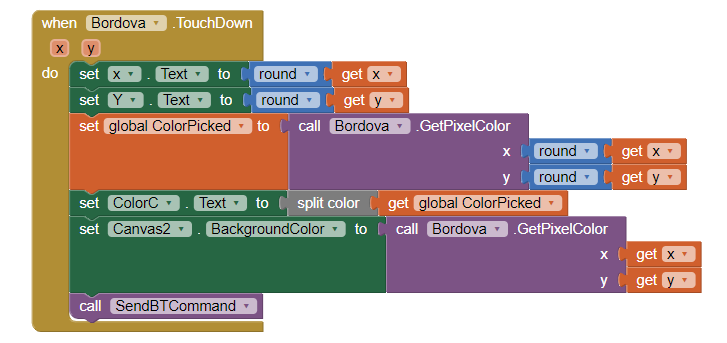 when Bordova .TouchDown
x y
do set x . Text to round get x
set Y . Text to round get y
set global ColorPicked to call Bordova .GetPixelColor
x round get x
y round get y
set ColorC . Text to split color get global ColorPicked
set Canvas2 . BackgroundColor to call Bordova .GetPixelColor
x get x
y get y
call SendBTCommand